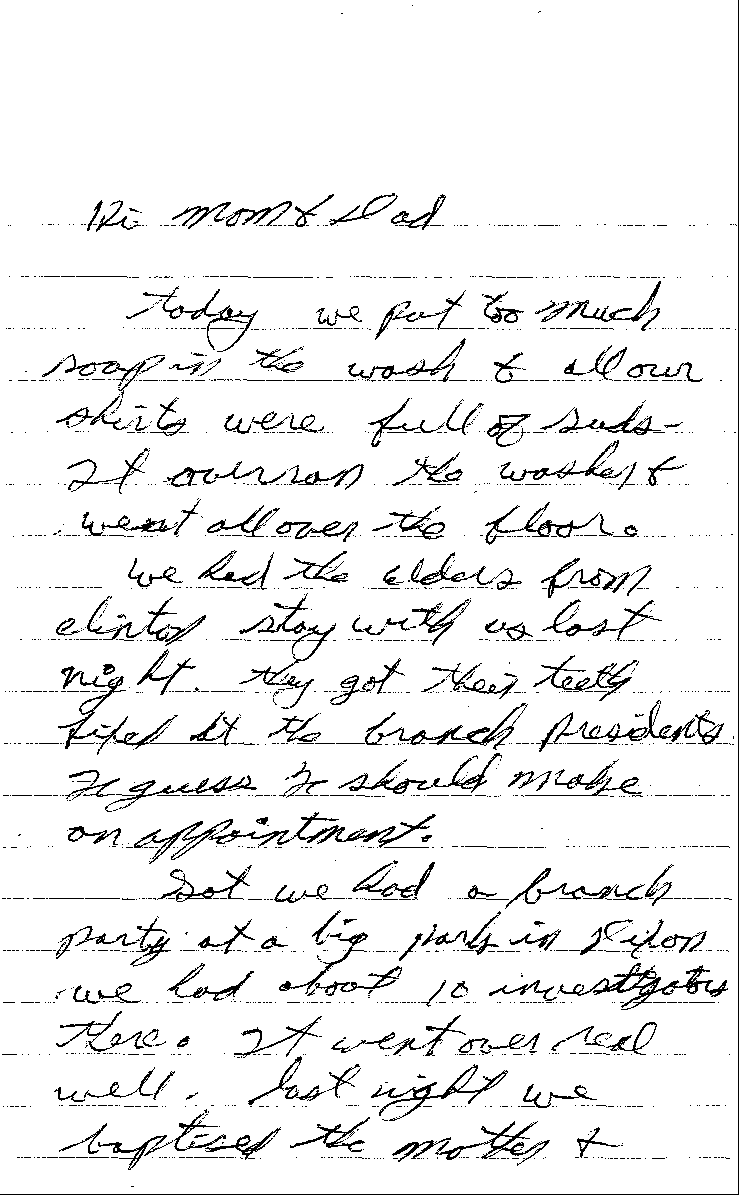 Hi Mom & Dad
today we put too much
soap in the wash & all our
shirts were full of suds-
It overran the washer &
went all over the floor.
we had the elders from
clinton stay with us last
night. they got their teeth
fixed at the branch presidents.
I guess I should make
an appointment.
Sat we had a branch
party at a big park in Dixon
we had about 10 investigators
there. It went over real
well. last night we
baptised the mother &